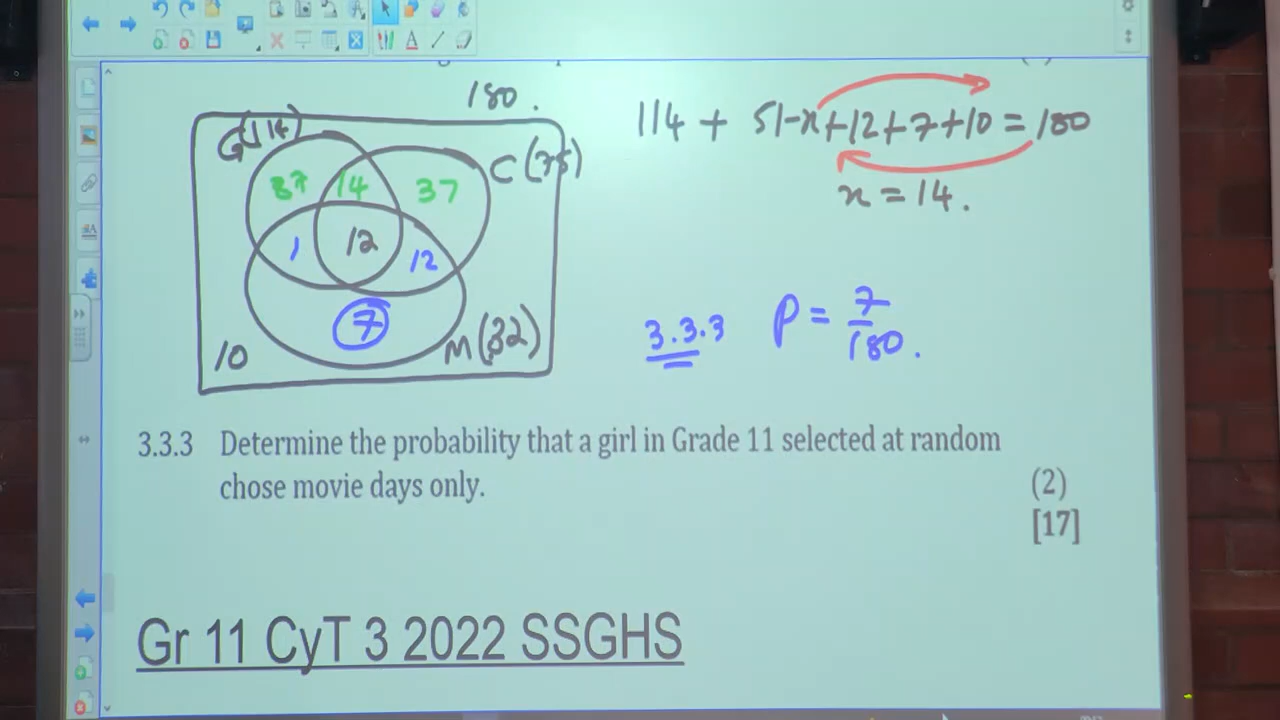 180.
114 + 51-x+12+7+10 = 180
G(114)
C(75)
87 14 37
1 12 12
x = 14.
7
10
M(32)
3.3.3 P = 7/180.
3.3.3 Determine the probability that a girl in Grade 11 selected at random
chose movie days only.
(2)
[17]
Gr 11 CyT 3 2022 SSGHS